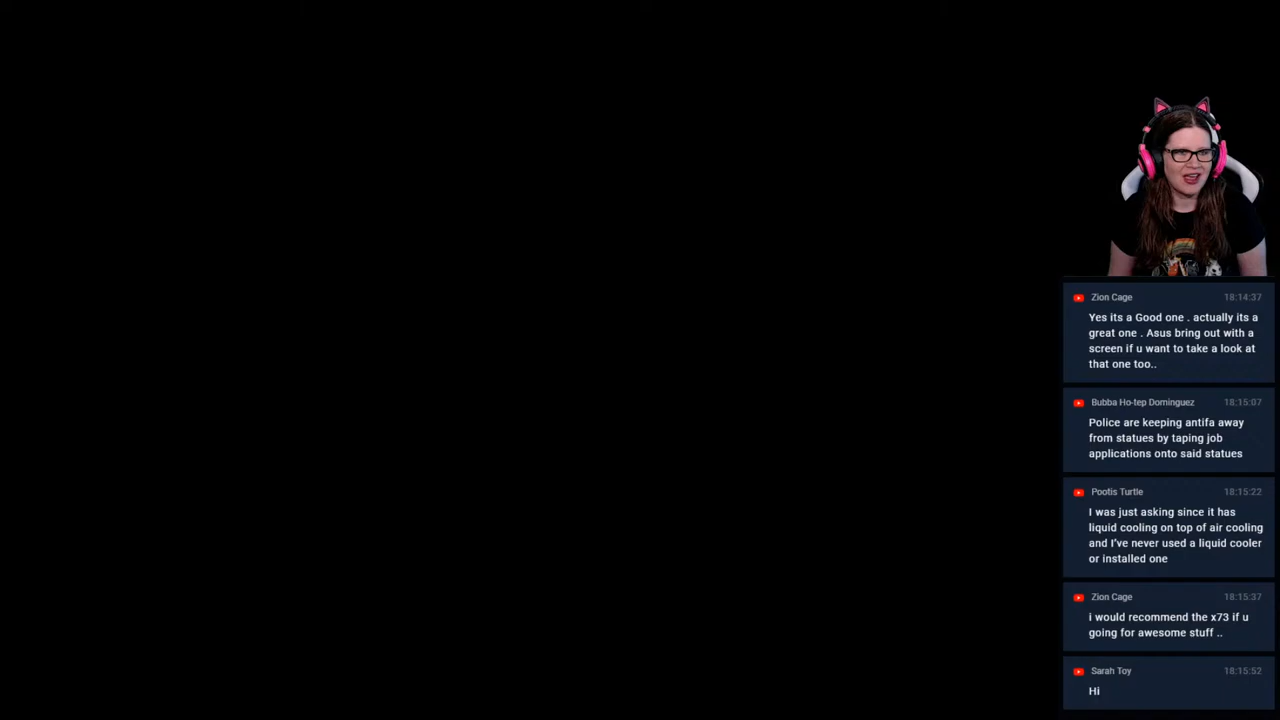 Zion Cage 18:14:37
Yes its a Good one . actually its a
great one . Asus bring out with a
screen if u want to take a look at
that one too..
Bubba Ho-tep Dominguez 18:15:07
Police are keeping antifa away
from statues by taping job
applications onto said statues
Pootis Turtle 18:15:22
I was just asking since it has
liquid cooling on top of air cooling
and I've never used a liquid cooler
or installed one
Zion Cage 18:15:37
i would recommend the x73 if u
going for awesome stuff ..
Sarah Toy 18:15:52
Hi